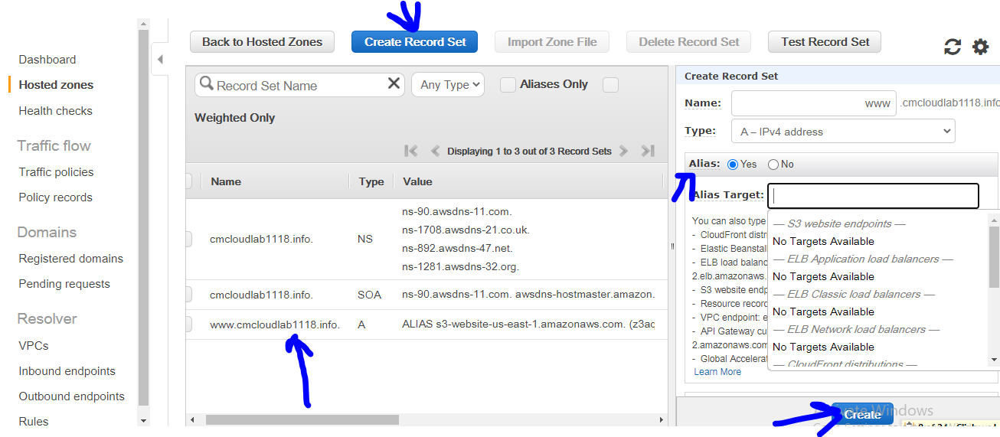 Back to Hosted Zones
Create Record Set
Import Zone File
Delete Record Set
Test Record Set
Dashboard
Hosted zones
Health checks
Traffic flow
Traffic policies
Policy records
Domains
Registered domains
Pending requests
Resolver
VPCs
Inbound endpoints
Outbound endpoints
Rules
Record Set Name
Any Type
Aliases Only
Weighted Only
Displaying 1 to 3 out of 3 Record Sets
Name Type Value
cmcloudlab1118.info. NS ns-90.awsdns-11.com.
ns-1708.awsdns-21.co.uk.
ns-892.awsdns-47.net.
ns-1281.awsdns-32.org.
cmcloudlab1118.info. SOA ns-90.awsdns-11.com. awsdns-hostmaster.amazon.
www.cmcloudlab1118.info. A ALIAS s3-website-us-east-1.amazonaws.com. (z3ac
Create Record Set
Name: www .cmcloudlab1118.info
Type: A – IPv4 address
Alias: Yes No
Alias Target:
You can also type
- CloudFront distr
- Elastic Beanstal
- ELB load balanc
2.elb.amazonaws.
- S3 website endp
- Resource record
- VPC endpoint: e
- API Gateway cu
2.amazonaws.com
- Global Accelerat
Learn More
— S3 website endpoints —
No Targets Available
— ELB Application load balancers —
No Targets Available
— ELB Classic load balancers —
No Targets Available
— ELB Network load balancers —
No Targets Available
— CloudFront distributions —
Create
Windows